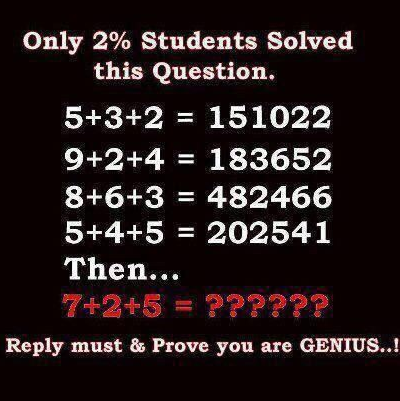 Only 2% Students Solved
this Question.
5+3+2 = 151022
9+2+4 = 183652
8+6+3 = 482466
5+4+5 = 202541
Then...
7+2+5 = ??????
Reply must & Prove you are GENIUS..!